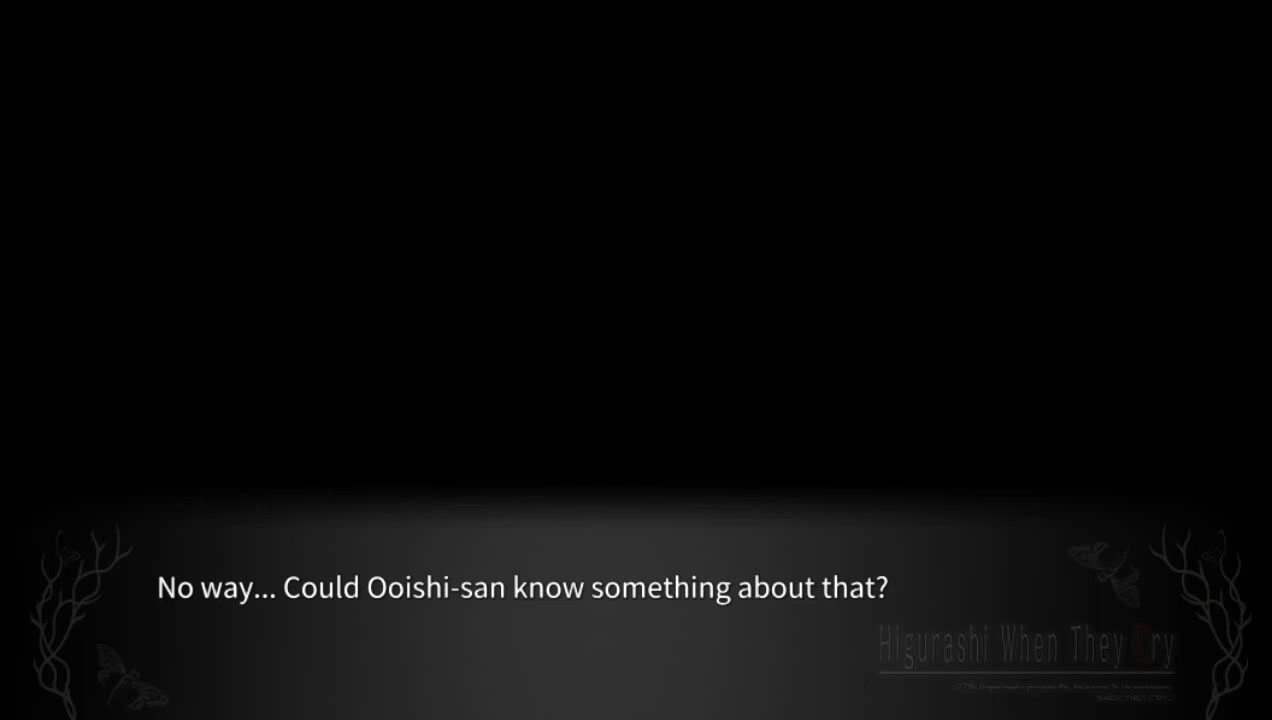 No way... Could Ooishi-san know something about that?
Higurashi When They Cry